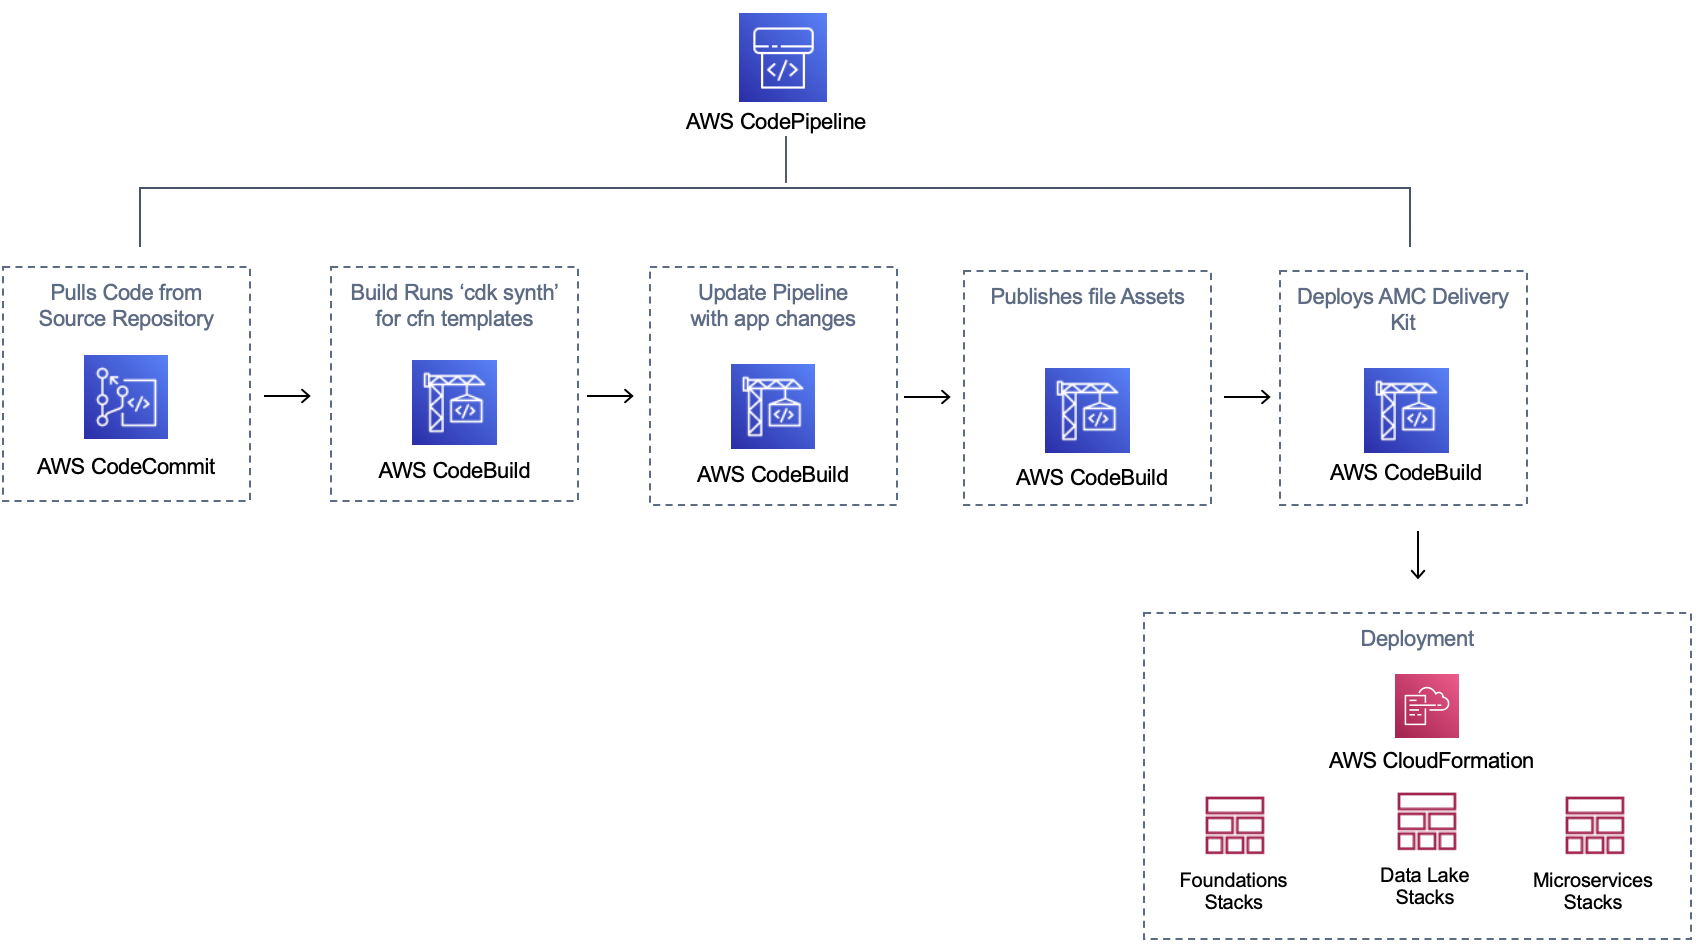 AWS CodePipeline
Pulls Code from
Source Repository
AWS CodeCommit
Build Runs ‘cdk synth’
for cfn templates
AWS CodeBuild
Update Pipeline
with app changes
AWS CodeBuild
Publishes file Assets
AWS CodeBuild
Deploys AMC Delivery
Kit
AWS CodeBuild
Deployment
AWS CloudFormation
Foundations
Stacks
Data Lake
Stacks
Microservices
Stacks